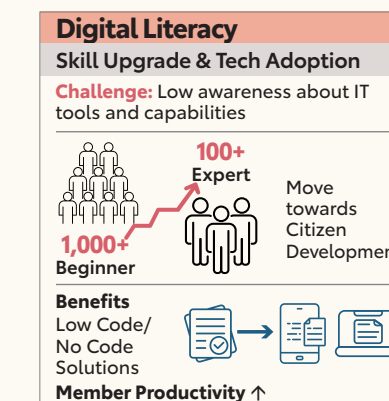 Digital Literacy
Skill Upgrade & Tech Adoption
Challenge: Low awareness about IT
tools and capabilities
100+
Expert
1,000+
Beginner
Move
towards
Citizen
Developmen
Benefits
Low Code/
No Code
Solutions
Member Productivity ↑